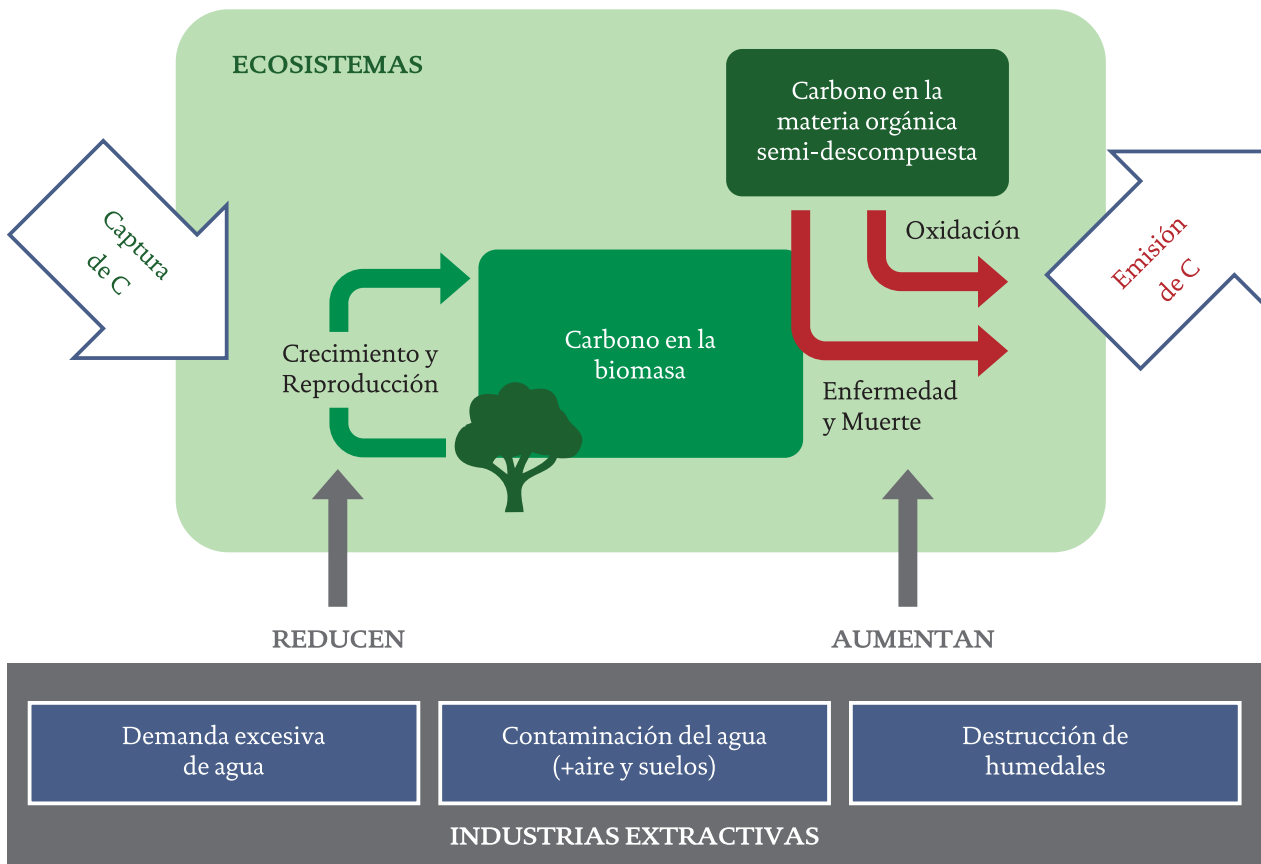 ECOSISTEMAS
Carbono en la
materia orgánica
semi-descompuesta
Captura
de C
Oxidación
Emisión
de C
Crecimiento y
Reproducción
Carbono en la
biomasa
Enfermedad
y Muerte
REDUCEN
AUMENTAN
Demanda excesiva
de agua
Contaminación del agua
(+aire y suelos)
Destrucción de
humedales
INDUSTRIAS EXTRACTIVAS